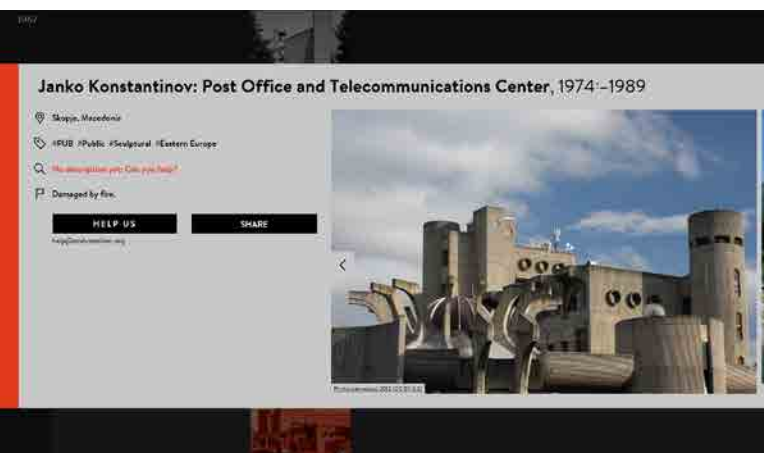 Janko Konstantinov: Post Office and Telecommunications Center, 1974–1989
Skopje, Macedonia
#PUB #Public #Sculptural #Eastern Europe
No description yet. Can you help?
Damaged by fire.
HELP US
SHARE